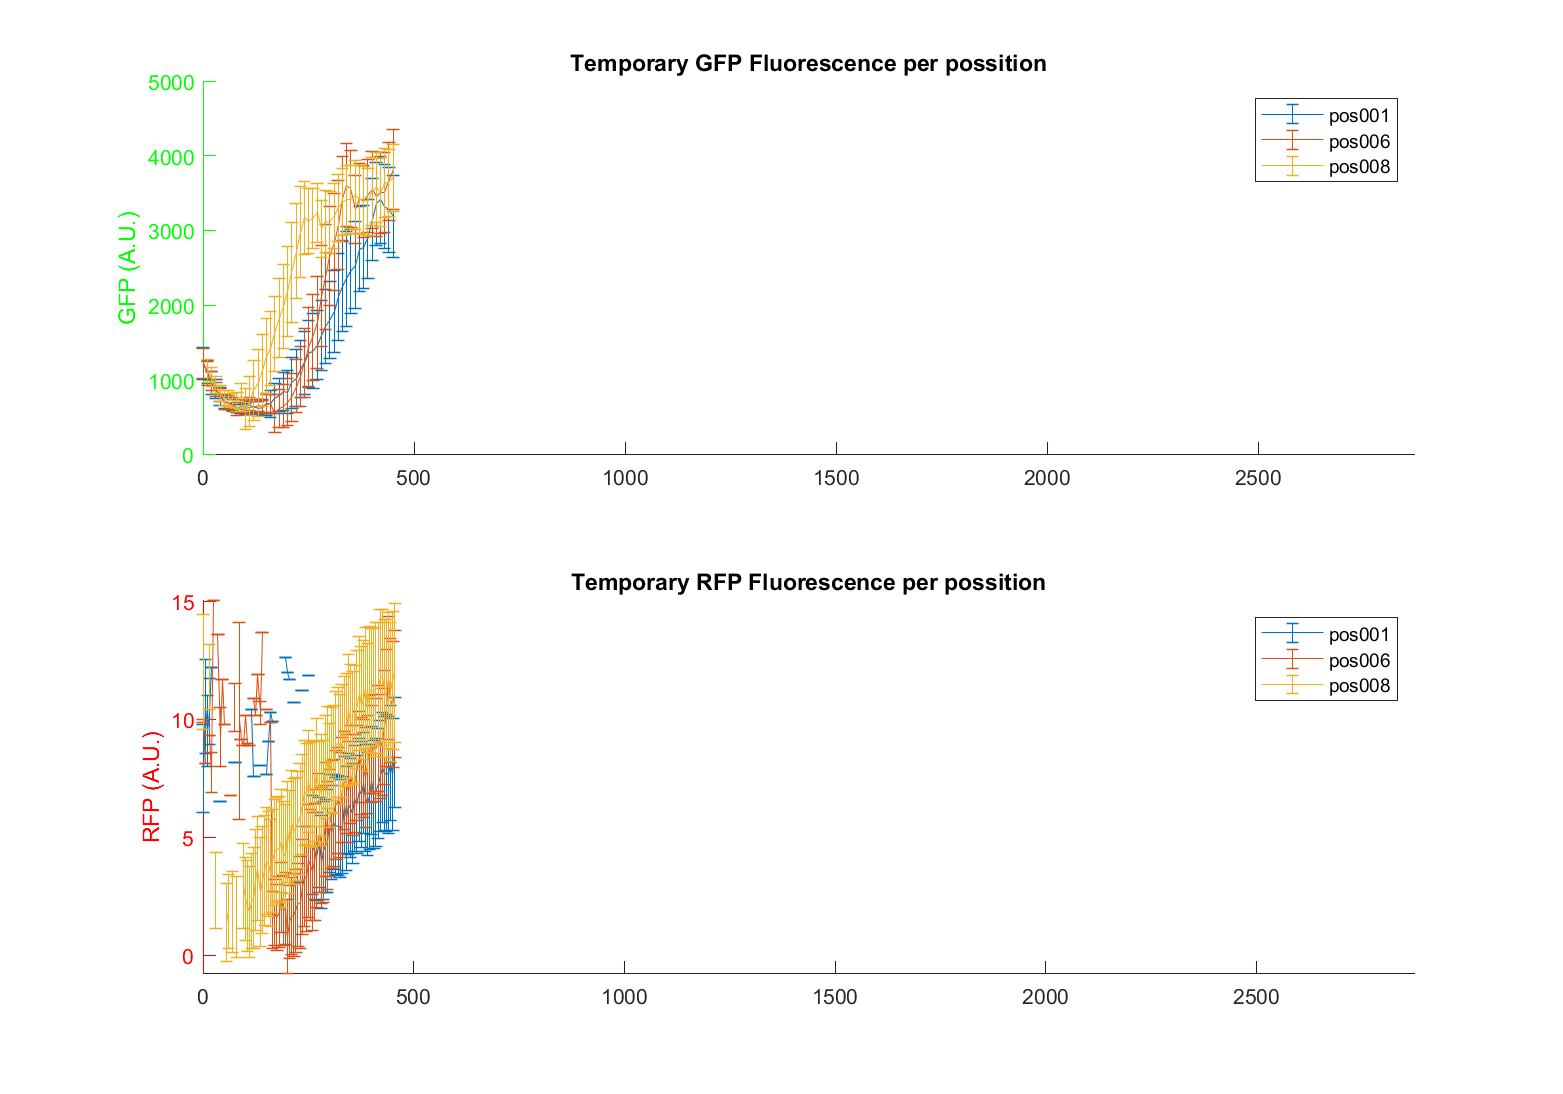 Temporary GFP Fluorescence per possition
5000
4000
3000
2000
1000
0
GFP (A.U.)
0 500 1000 1500 2000 2500
pos001
pos006
pos008
Temporary RFP Fluorescence per possition
15
10
5
0
RFP (A.U.)
0 500 1000 1500 2000 2500
pos001
pos006
pos008